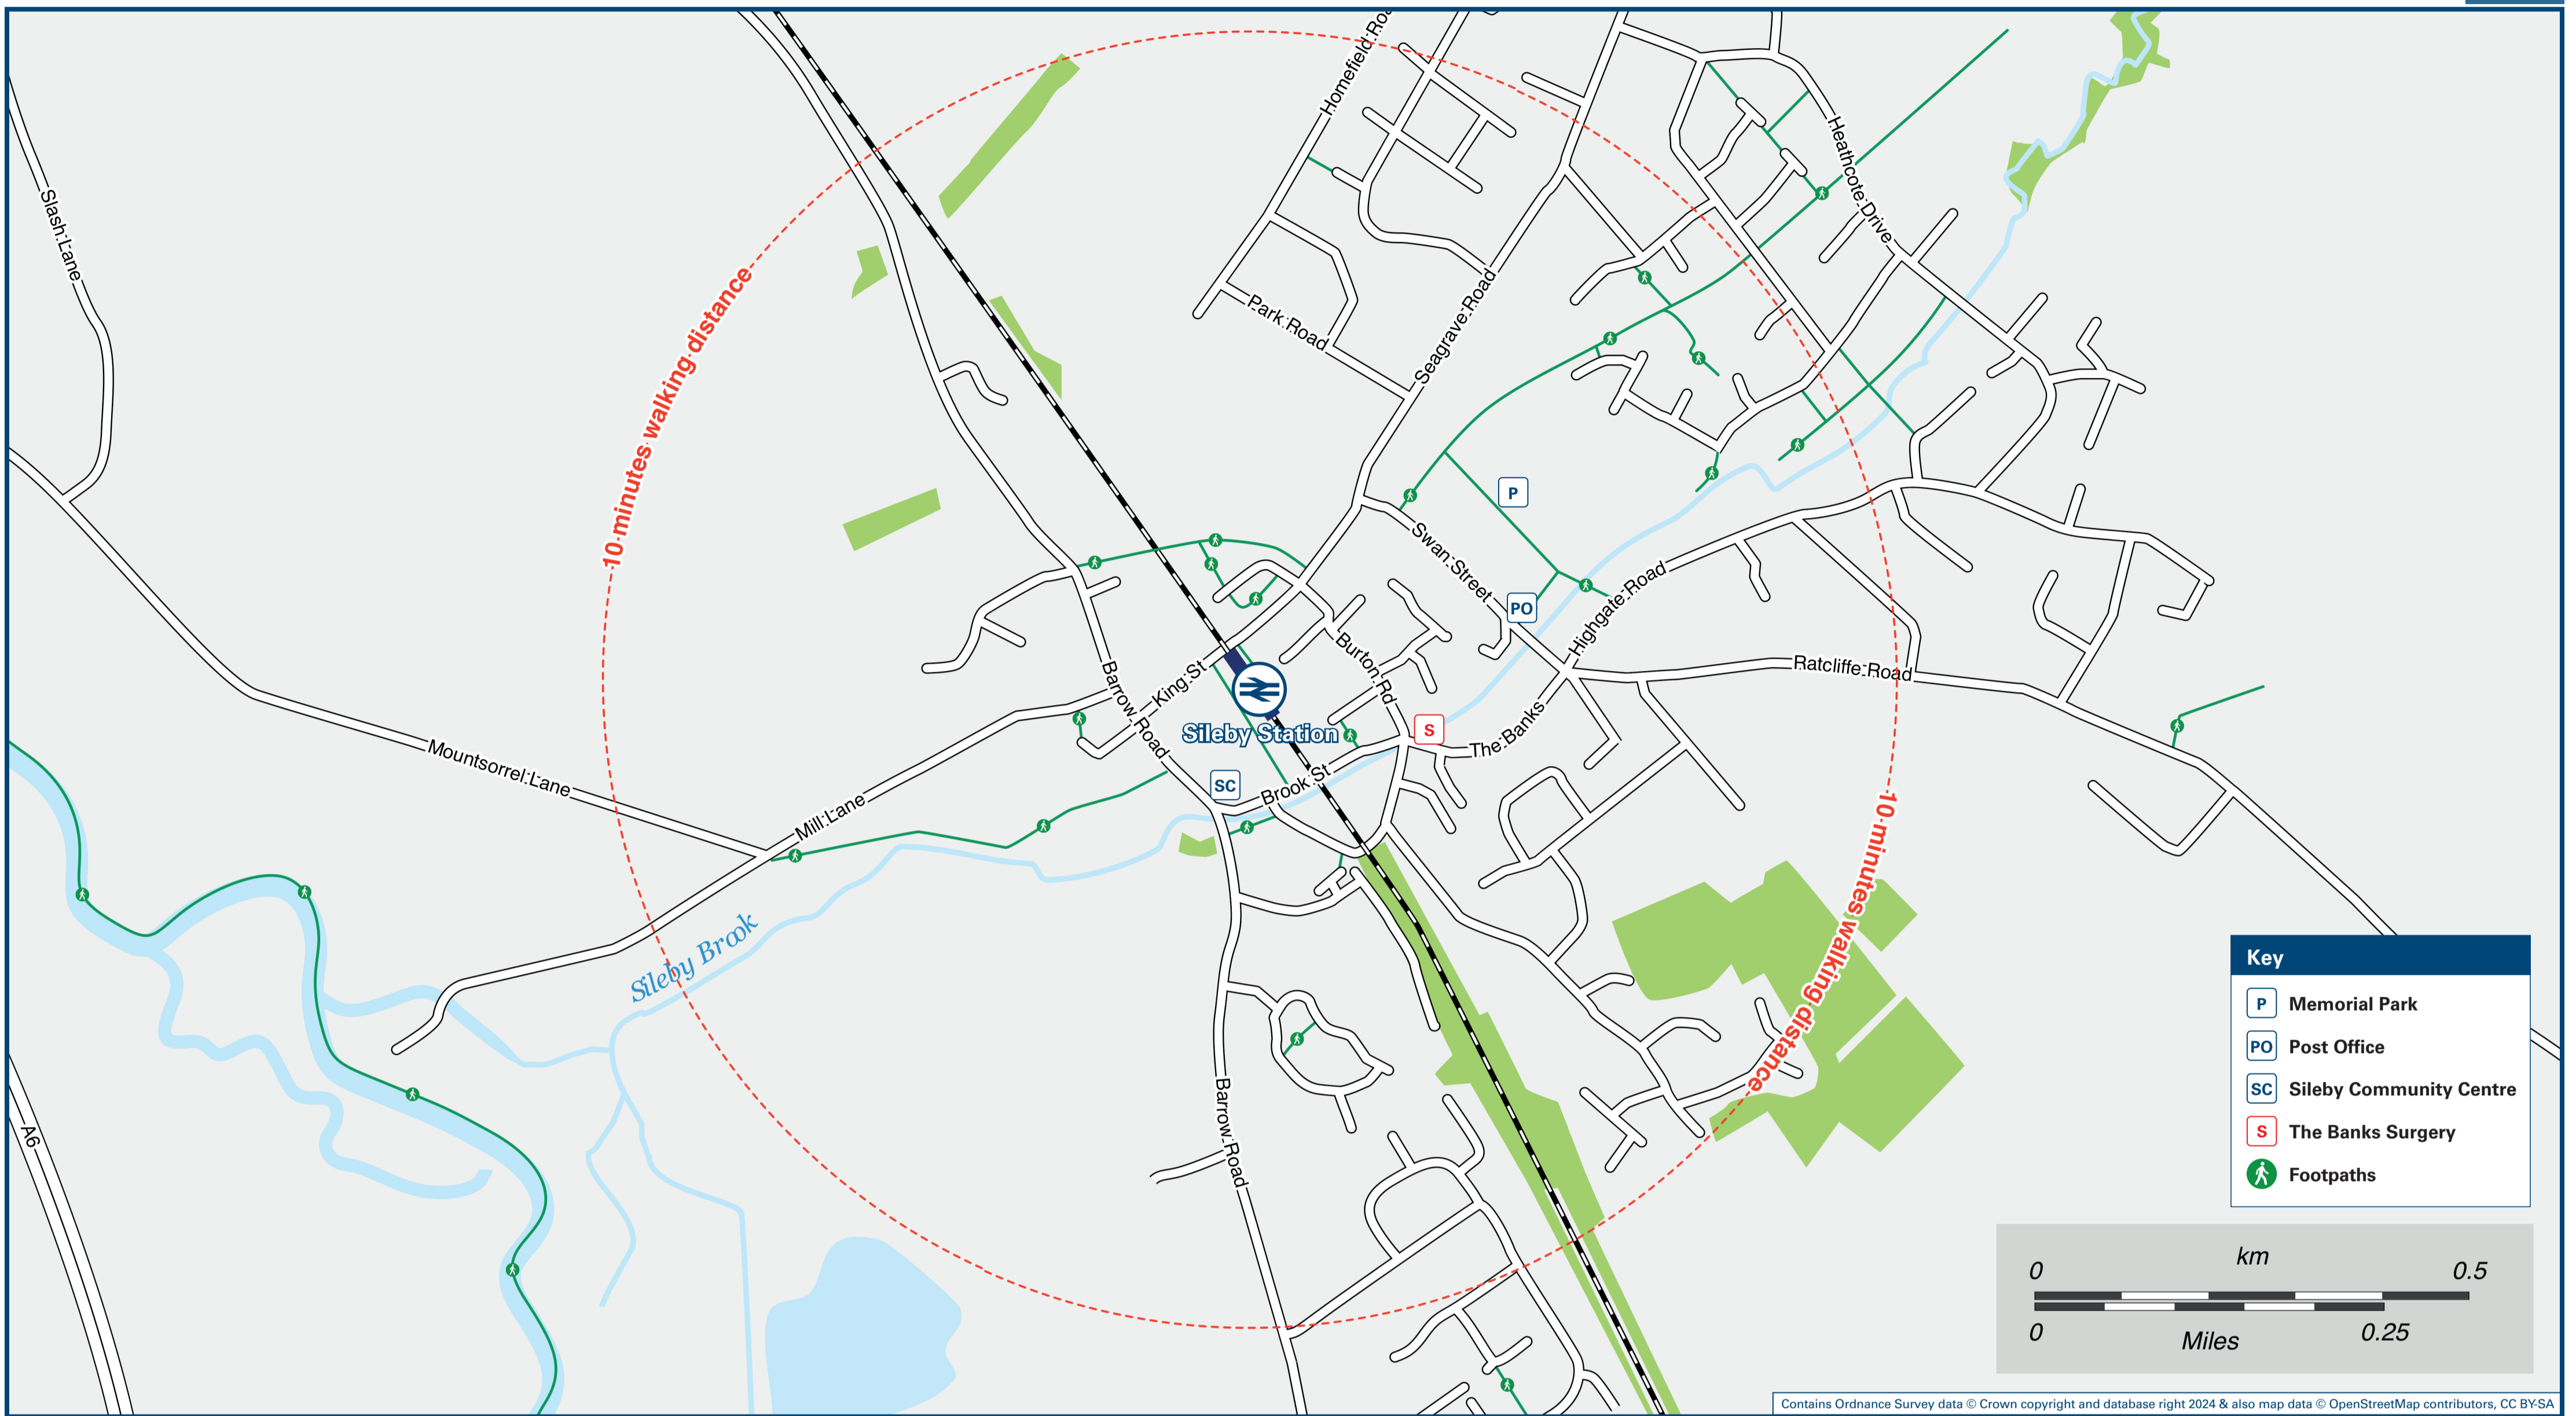 Homefield Roa
Heathcote Drive
Slash Lane
10 minutes walking distance
Park Road
Seagrave Road
P
Swan Street
PO
Highgate Road
Burton Rd
Ratcliffe Road
Barrow Road
King St
Sileby Station
S
The Banks
Mountsorrel Lane
SC
Brook St
Mill Lane
10 minutes walking distance
Sileby Brook
Barrow Road
A6
Key
P Memorial Park
PO Post Office
SC Sileby Community Centre
S The Banks Surgery
Footpaths
km
0 0.5
0 0.25
Miles
Contains Ordnance Survey data © Crown copyright and database right 2024 & also map data © OpenStreetMap contributors, CC BY-SA